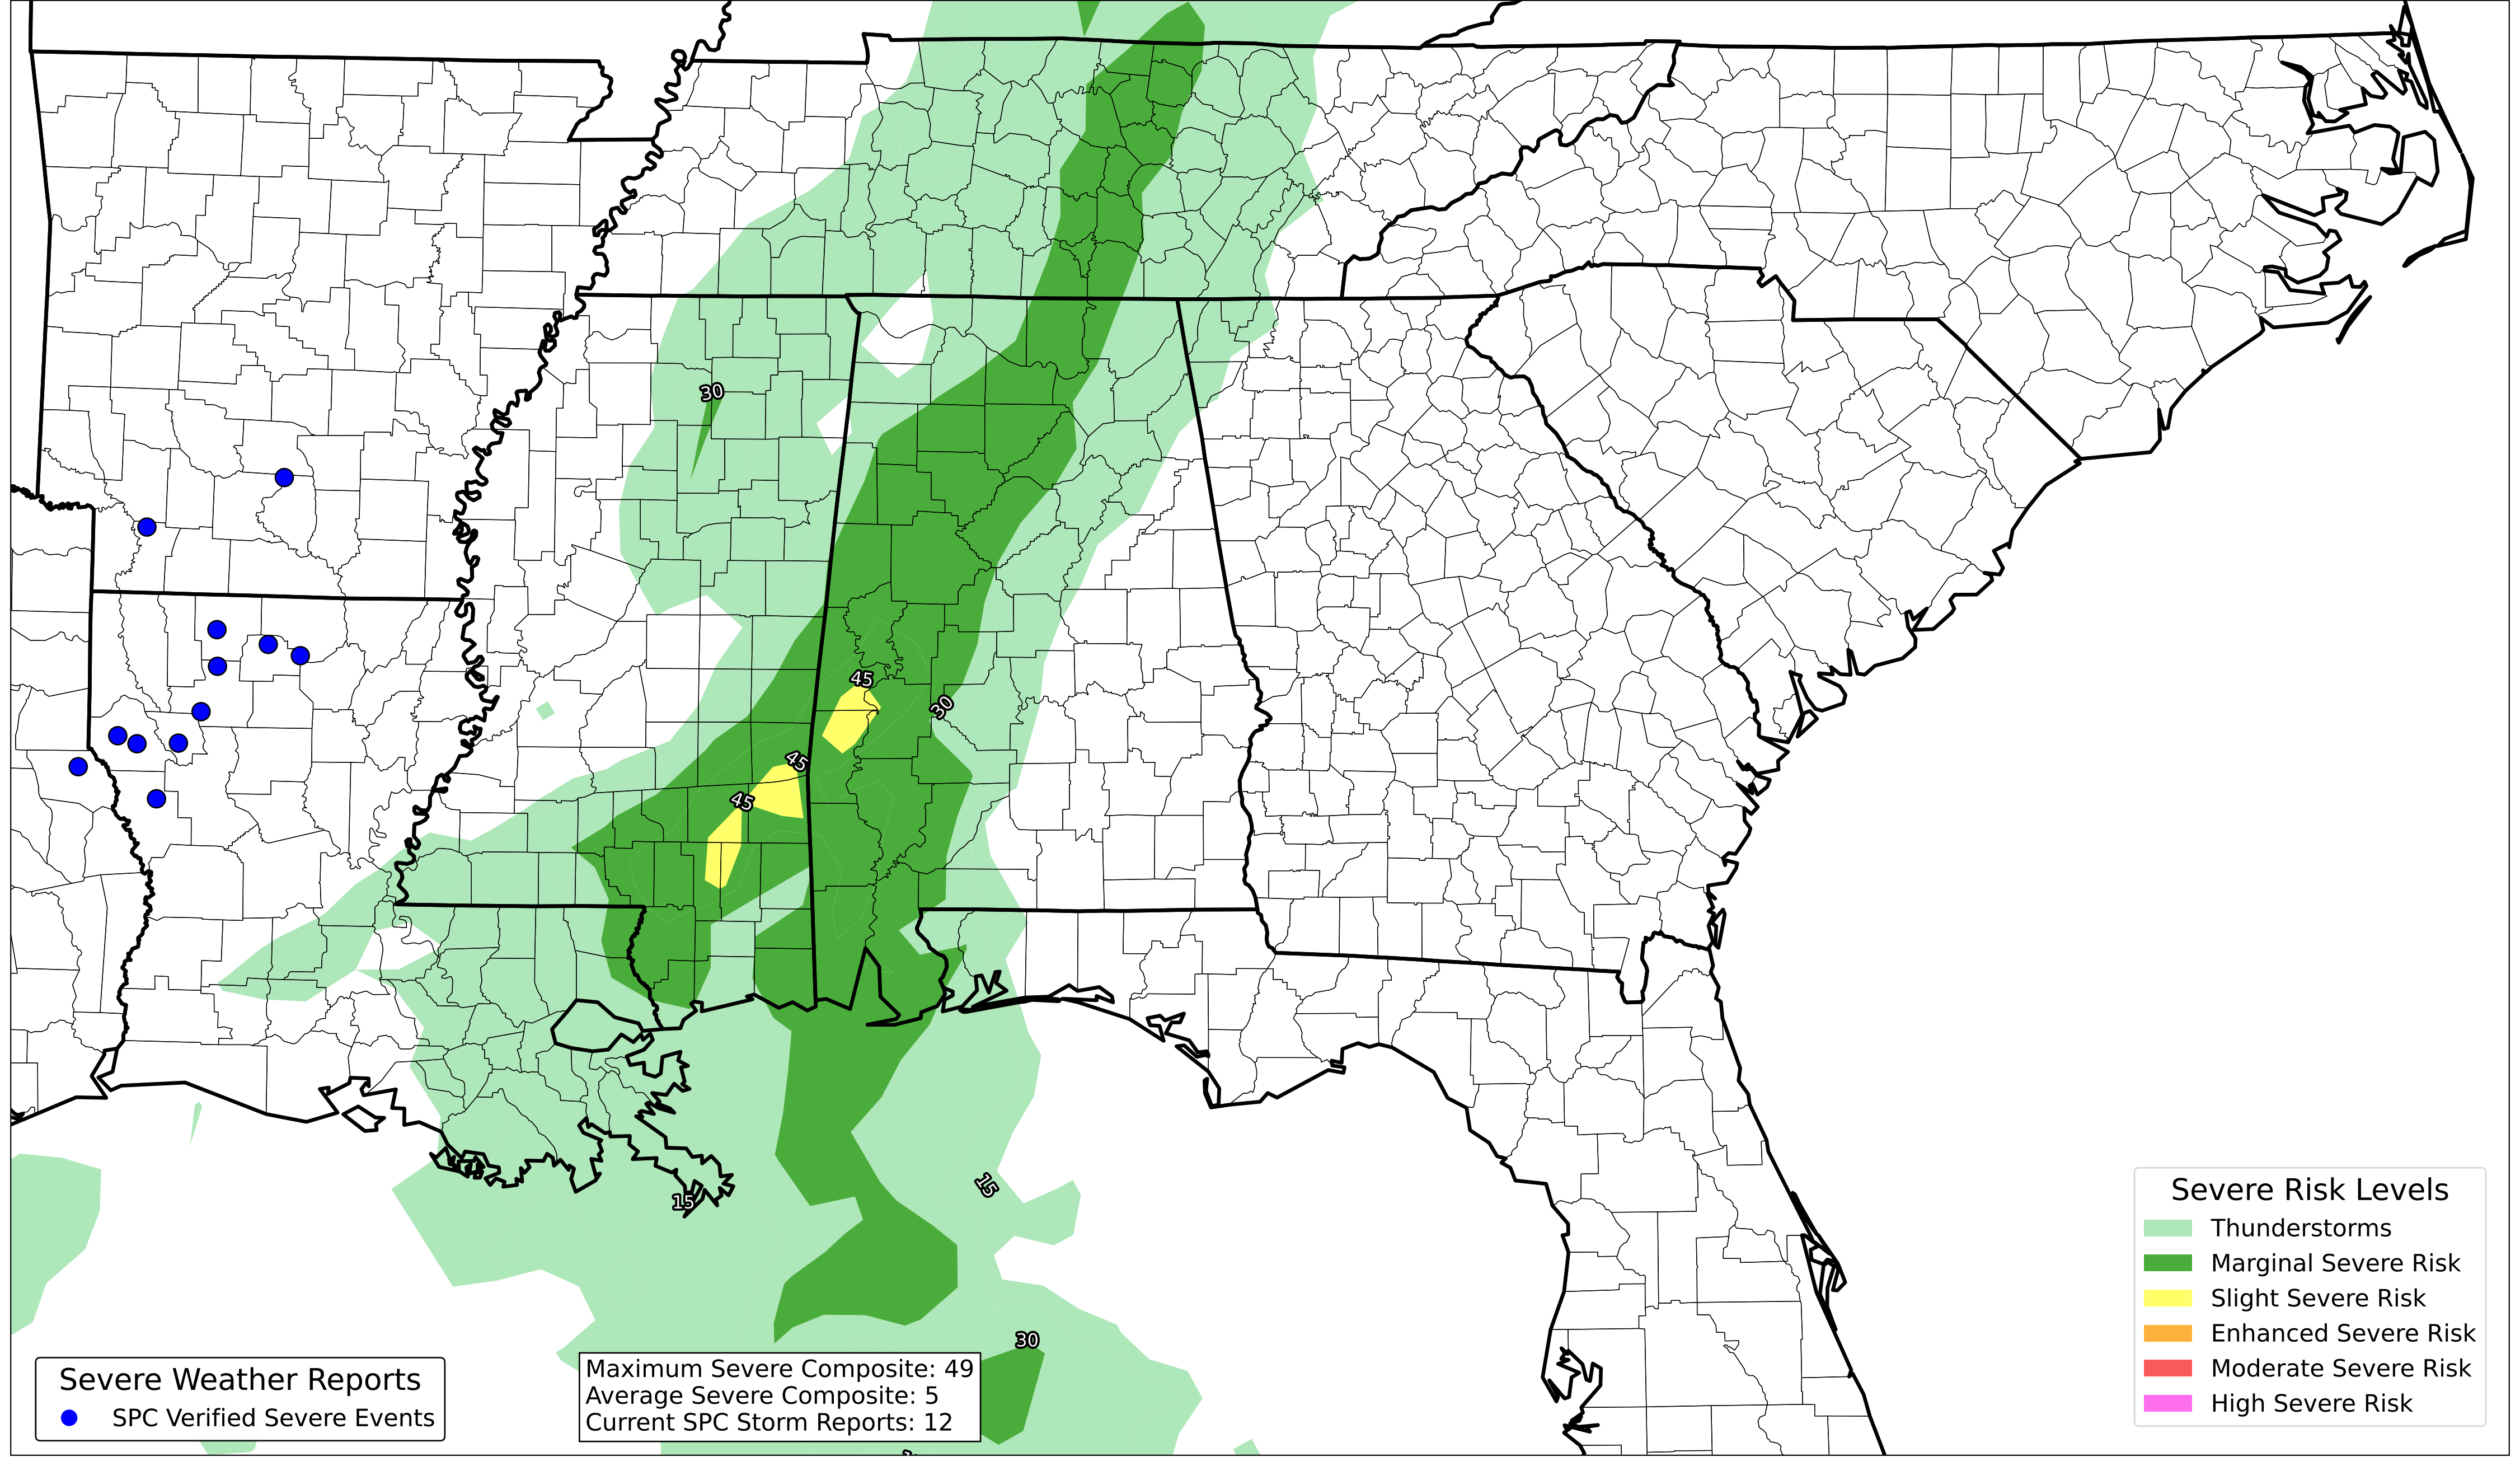 30
45
30
45
45
15
15
30
Severe Risk Levels
Thunderstorms
Marginal Severe Risk
Slight Severe Risk
Enhanced Severe Risk
Moderate Severe Risk
High Severe Risk
Severe Weather Reports
SPC Verified Severe Events
Maximum Severe Composite: 49
Average Severe Composite: 5
Current SPC Storm Reports: 12